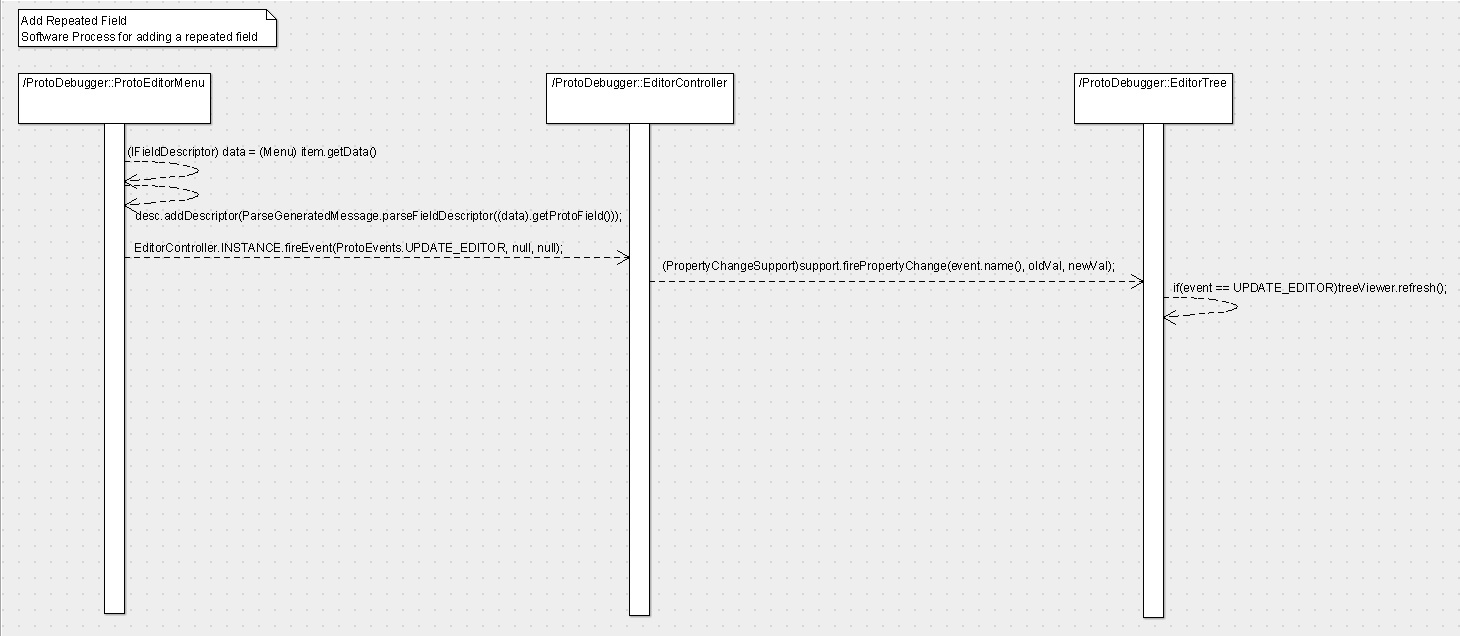 Add Repeated Field
Software Process for adding a repeated field
/ProtoDebugger::ProtoEditorMenu
/ProtoDebugger::EditorController
/ProtoDebugger::EditorTree
(IFieldDescriptor) data = (Menu) item.getData()
desc.addDescriptor(ParseGeneratedMessage.parseFieldDescriptor((data).getProtoField()));
EditorController.INSTANCE.fireEvent(ProtoEvents.UPDATE_EDITOR, null, null);
(PropertyChangeSupport)support.firePropertyChange(event.name(), oldVal, newVal);
if(event == UPDATE_EDITOR)treeViewer.refresh();